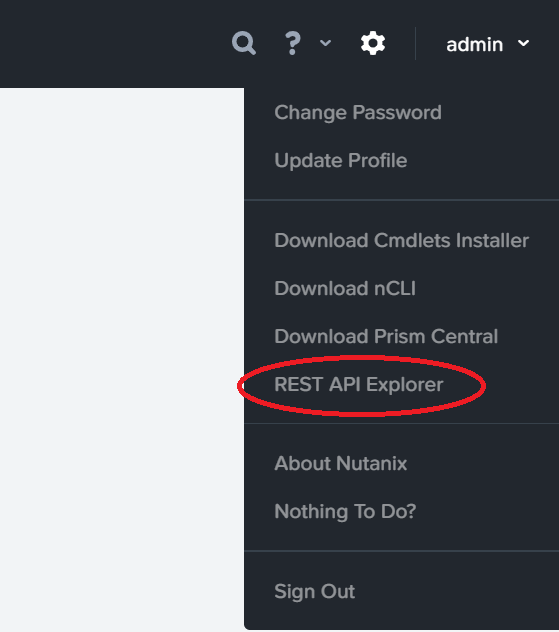 admin
Change Password
Update Profile
Download Cmdlets Installer
Download nCLI
Download Prism Central
REST API Explorer
About Nutanix
Nothing To Do?
Sign Out